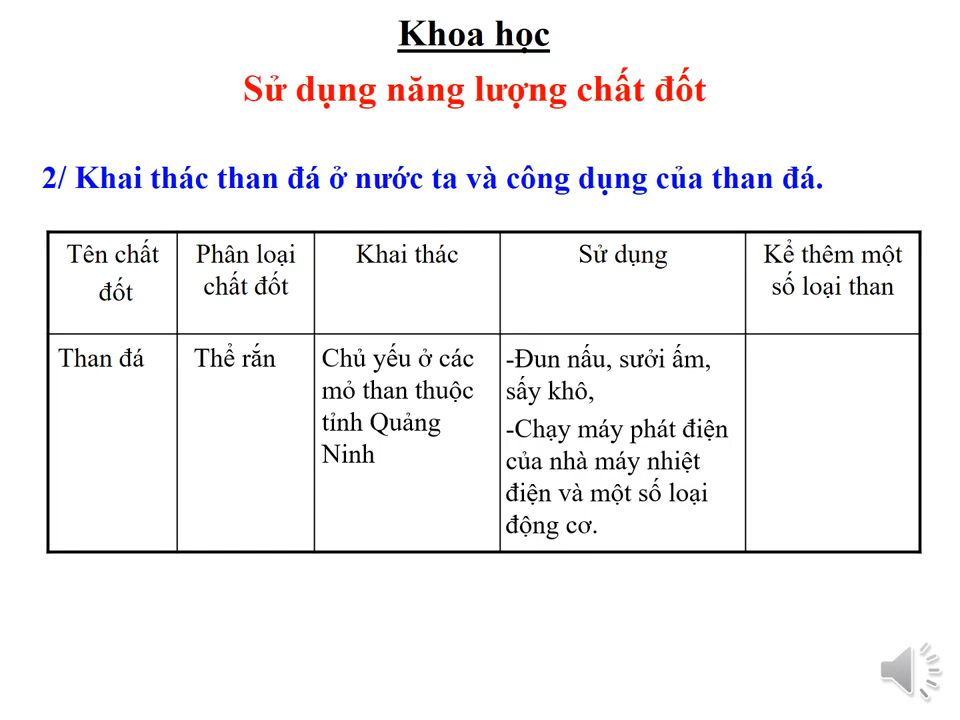 Khoa học
Sử dụng năng lượng chất đốt
2/ Khai thác than đá ở nước ta và công dụng của than đá.
Tên chất
đốt
Phân loại
chất đốt
Khai thác
Sử dụng
Kể thêm một
số loại than
Than đá
Thể rắn
Chủ yếu ở các
mỏ than thuộc
tỉnh Quảng
Ninh
-Đun nấu, sưởi ấm,
sấy khô,
-Chạy máy phát điện
của nhà máy nhiệt
điện và một số loại
động cơ.